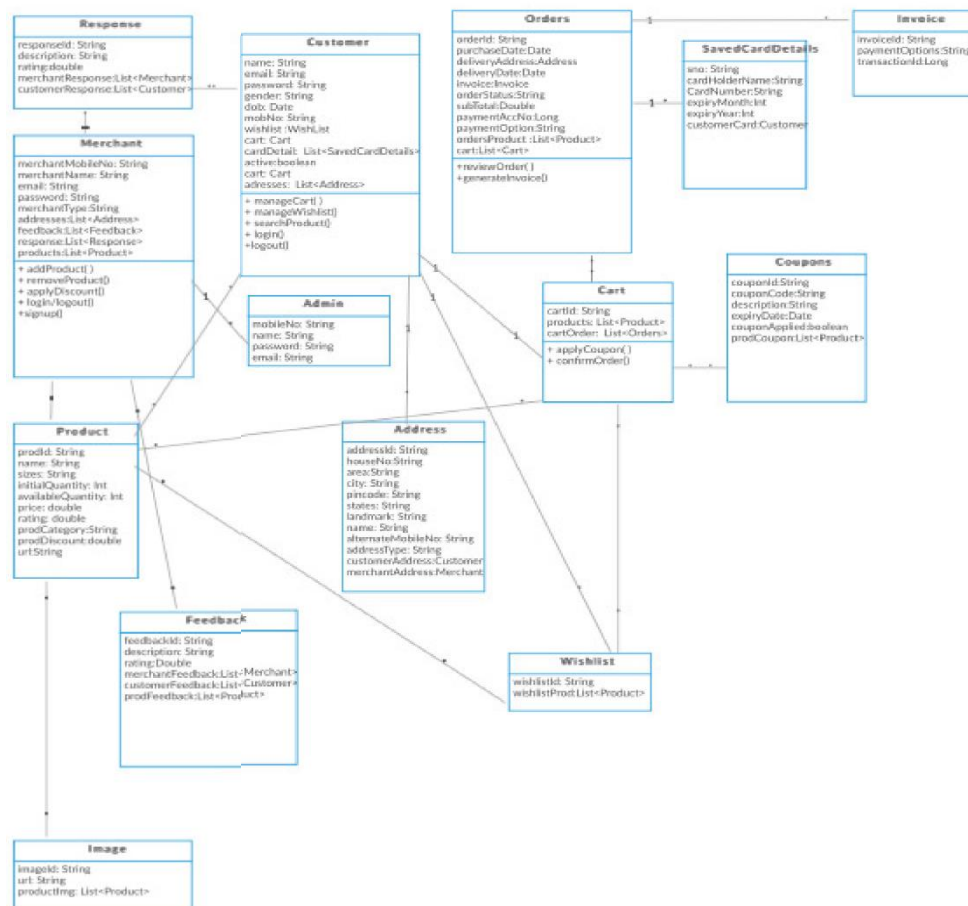 Response
responseId: String
description: String
rating:double
merchantResponse:List<Merchant>
customerResponse:List<Customer>
Customer
name: String
email: String
password: String
gender: String
dob: Date
mobNo: String
wishlist :WishList
cart: Cart
cardDetail: List<SavedCardDetails>
active:boolean
cart: Cart
adresses: List<Address>
+ manageCart( )
+ manageWishlist()
+ searchProduct()
+ login()
+logout()
Orders
orderId: String
purchaseDate:Date
deliveryAddress:Address
deliveryDate:Date
invoice:Invoice
orderStatus:String
subTotal:Double
paymentAccNo:Long
paymentOption:String
ordersProduct :List<Product>
cart:List<Cart>
+reviewOrder( )
+generateInvoice()
Invoice
invoiceId: String
paymentOptions:String
transactionId:Long
SavedCardDetails
sno: String
cardHolderName:String
CardNumber:String
expiryMonth:Int
expiryYear:Int
customerCard:Customer
Merchant
merchantMobileNo: String
merchantName: String
email: String
password: String
merchantType:String
addresses:List<Address>
feedback:List<Feedback>
response:List<Response>
products:List<Product>
+ addProduct( )
+ removeProduct()
+ applyDiscount()
+ login/logout()
+signup()
Admin
mobileNo: String
name: String
password: String
email: String
Cart
cartId: String
products: List<Product>
cartOrder: List<Orders>
+ applyCoupon( )
+ confirmOrder()
Coupons
couponId:String
couponCode:String
description:String
expiryDate:Date
couponApplied:boolean
prodCoupon:List<Product>
Product
prodId: String
name: String
sizes: String
initialQuantity: Int
availableQuantity: Int
price: double
rating: double
prodCategory:String
prodDiscount:double
url:String
Address
addressId: String
houseNo:String
area:String
city: String
pincode: String
states: String
landmark: String
name: String
alternateMobileNo: String
addressType: String
customerAddress:Customer
merchantAddress:Merchant
Feedback
feedbackId: String
description: String
rating:Double
merchantFeedback:List<Merchant>
customerFeedback:List<Customer>
prodFeedback:List<Product>
Wishlist
wishlistId: String
wishlistProd:List<Product>
Image
imageId: String
url: String
productImg: List<Product>